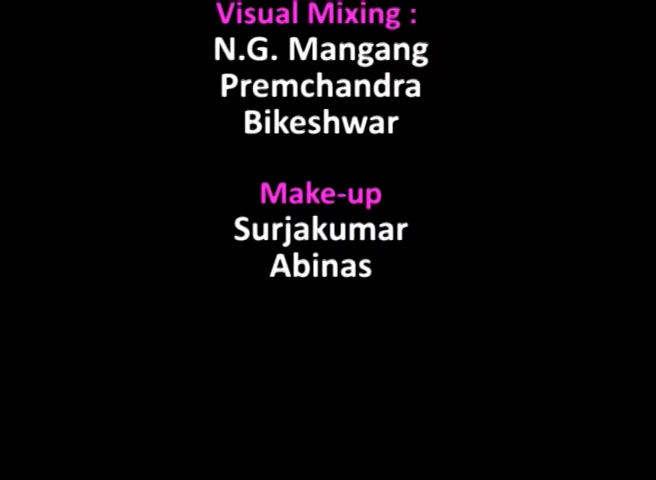 Visual Mixing :
N.G. Mangang
Premchandra
Bikeshwar
Make-up
Surjakumar
Abinas